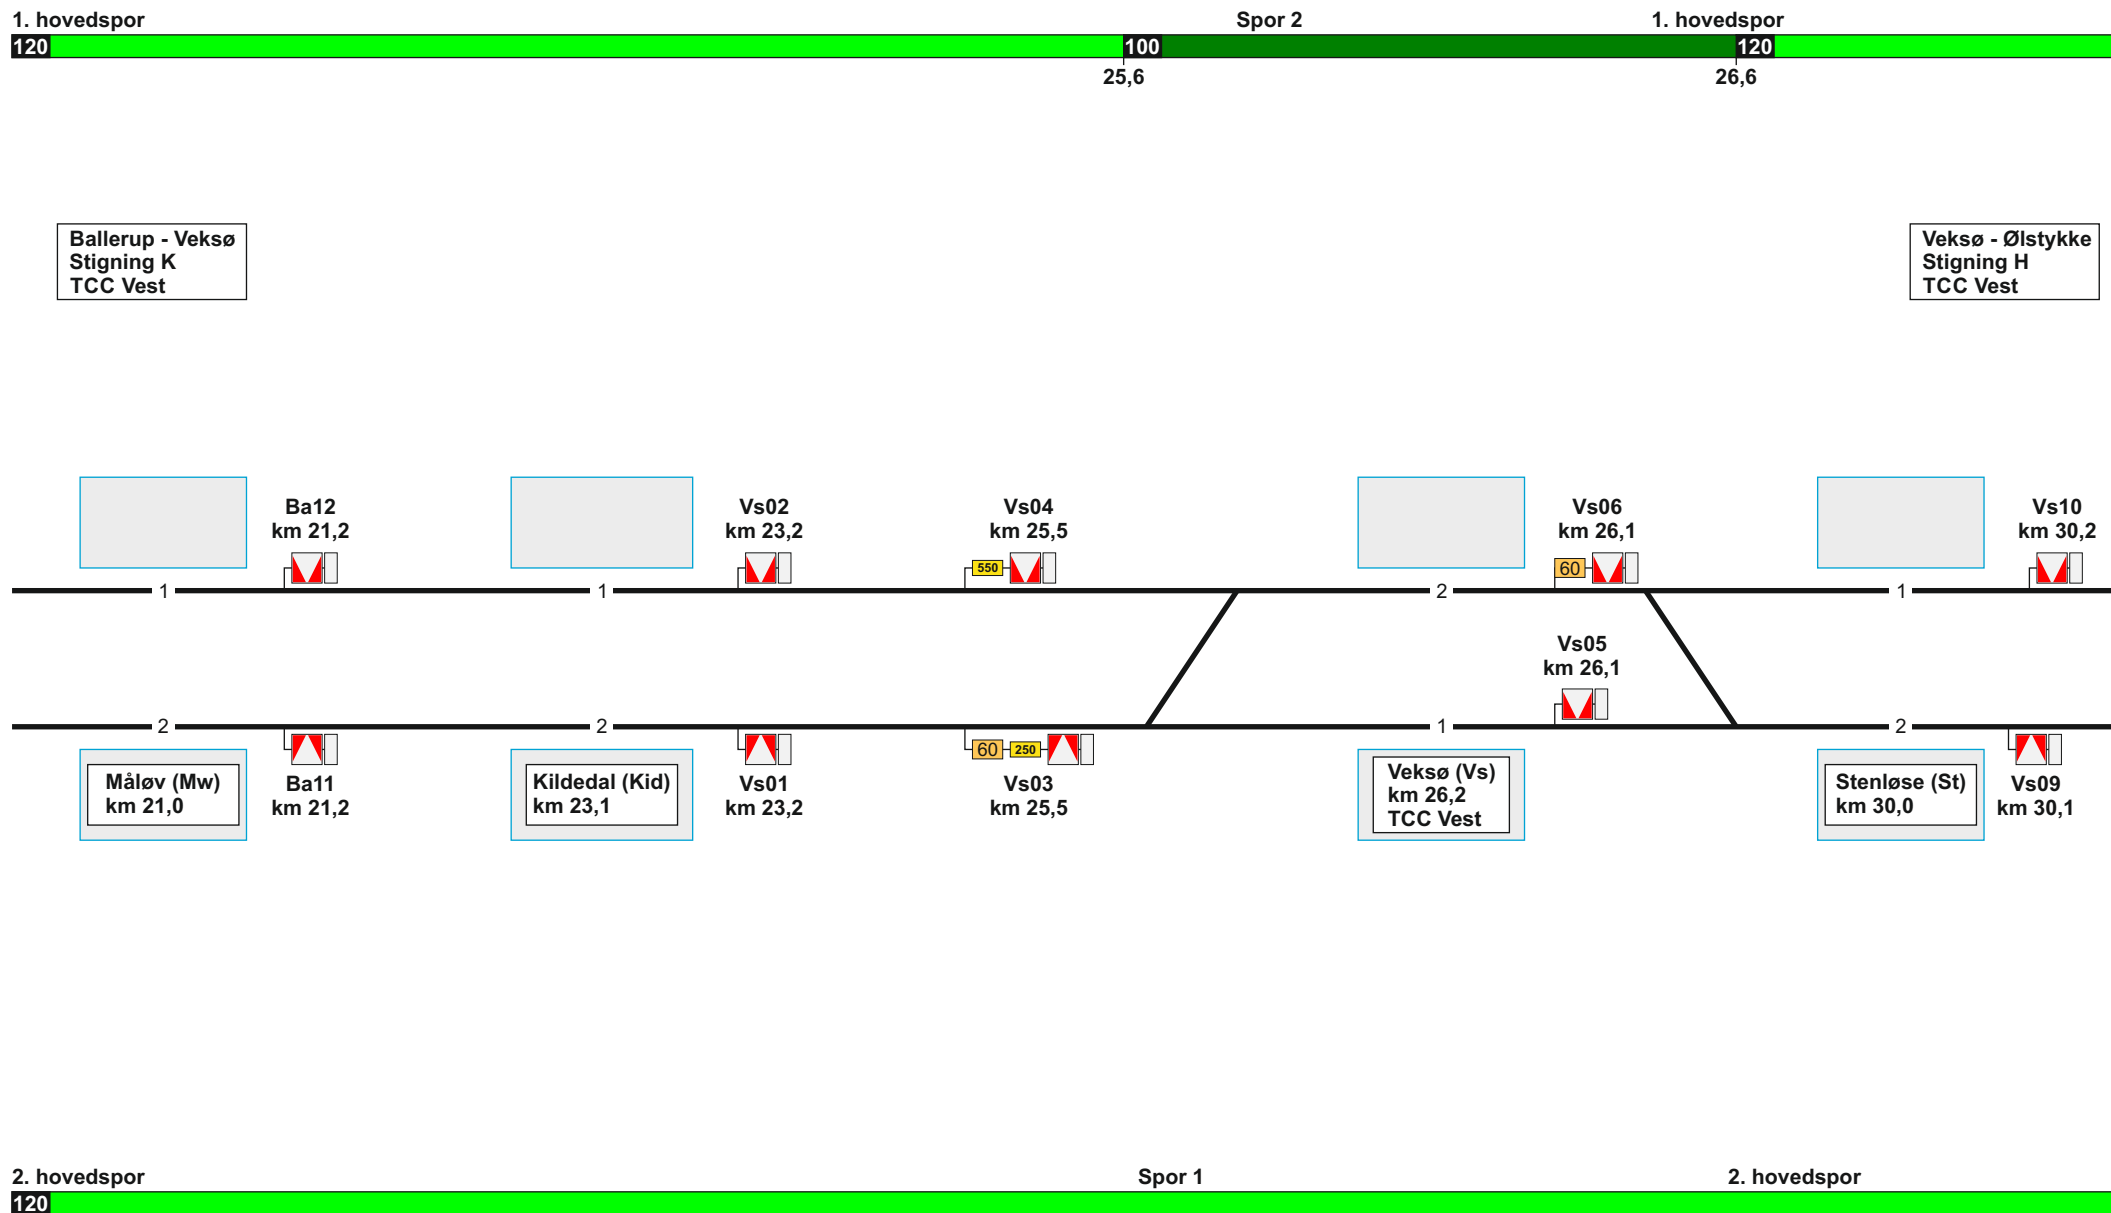 1. hovedspor
Spor 2
1. hovedspor
120
100
120
25,6
26,6
Ballerup - Veksø
Stigning K
TCC Vest
Veksø - Ølstykke
Stigning H
TCC Vest
Ba12
km 21,2
Vs02
km 23,2
Vs04
km 25,5
Vs06
km 26,1
Vs10
km 30,2
550
60
1
1
2
1
Vs05
km 26,1
2
2
1
2
60
250
Måløv (Mw)
km 21,0
Ba11
km 21,2
Kildedal (Kid)
km 23,1
Vs01
km 23,2
Vs03
km 25,5
Veksø (Vs)
km 26,2
TCC Vest
Stenløse (St)
km 30,0
Vs09
km 30,1
2. hovedspor
Spor 1
2. hovedspor
120